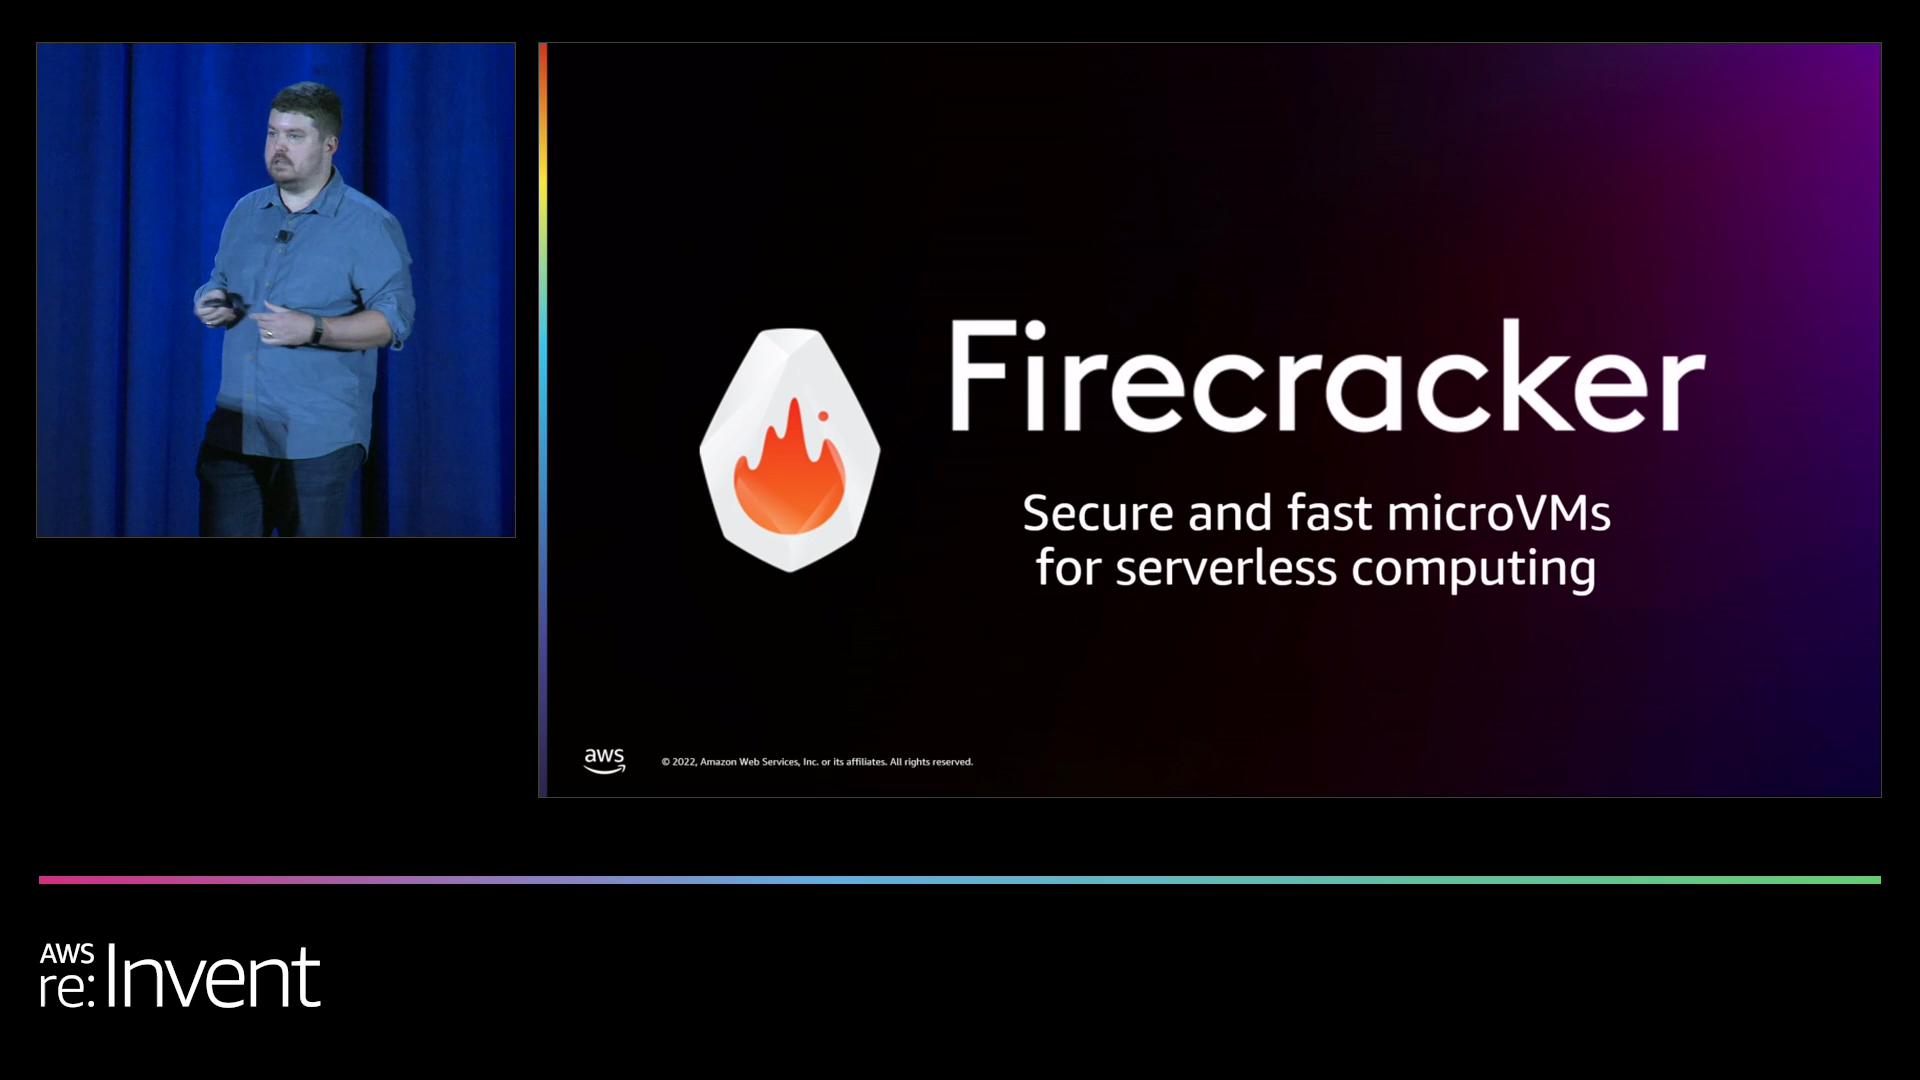 Firecracker
Secure and fast microVMs
for serverless computing
aws
© 2022, Amazon Web Services, Inc. or its affiliates. All rights reserved.
AWS
re:Invent